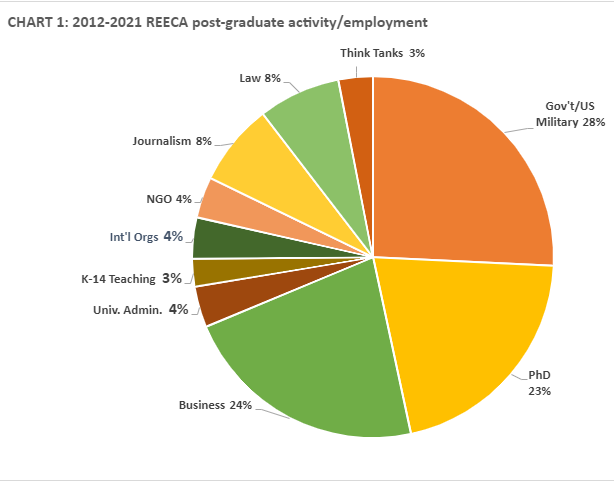 CHART 1: 2012-2021 REECA post-graduate activity/employment
Think Tanks 3%
Law 8%
Gov't/US
Military 28%
Journalism 8%
NGO 4%
Int'l Orgs 4%
K-14 Teaching 3%
Univ. Admin. 4%
PhD
23%
Business 24%